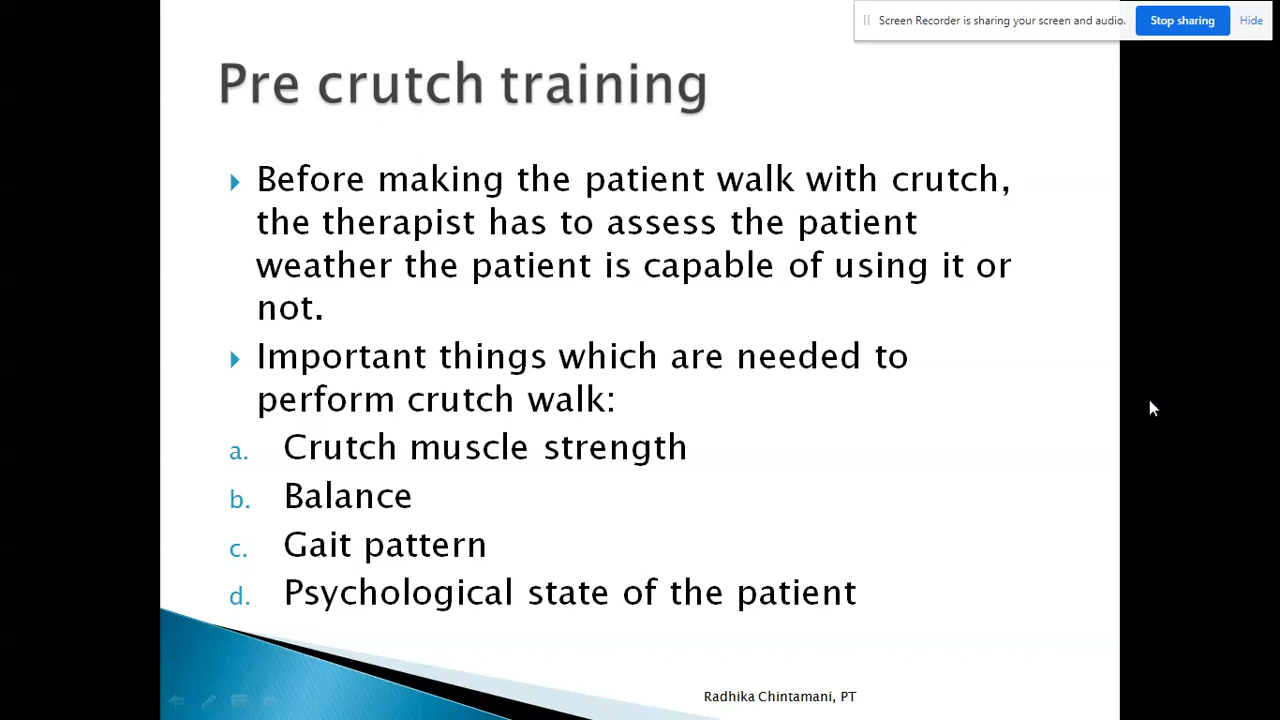 Screen Recorder is sharing your screen and audio. Stop sharing Hide
Pre crutch training
Before making the patient walk with crutch,
the therapist has to assess the patient
weather the patient is capable of using it or
not.
Important things which are needed to
perform crutch walk:
a. Crutch muscle strength
b. Balance
c. Gait pattern
d. Psychological state of the patient
Radhika Chintamani, PT